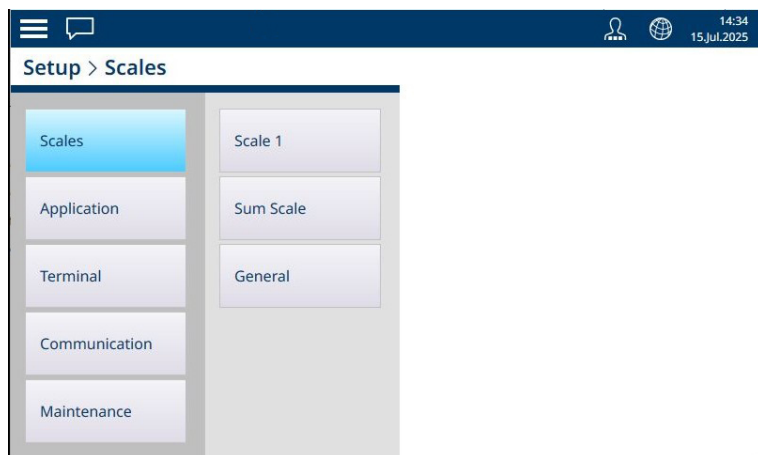 14:34
15.Jul.2025
Setup > Scales
Scales
Scale 1
Application
Sum Scale
Terminal
General
Communication
Maintenance